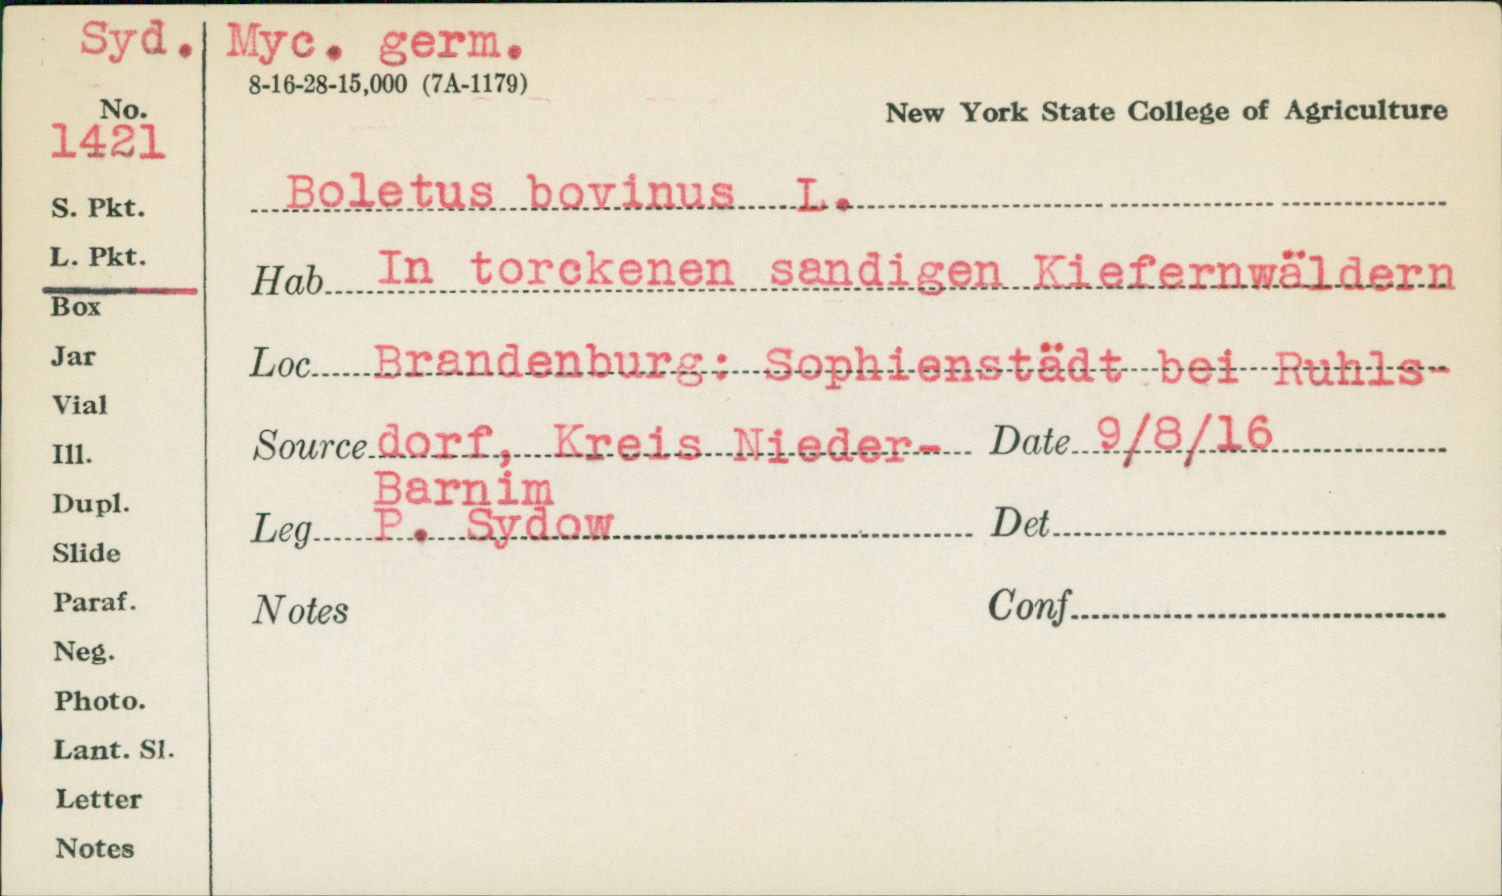 Syd. Myc. germ.
8-16-28-15,000 (7A-1179)
No.
1421
New York State College of Agriculture
S. Pkt.
L. Pkt.
Box
Jar
Vial
Ill.
Dupl.
Slide
Paraf.
Neg.
Photo.
Lant. Sl.
Letter
Notes
Boletus bovinus L.
Hab In torckenen sandigen Kiefernwäldern
Loc Brandenburg: Sophienstädt bei Ruhls-
Source dorf, Kreis Nieder- Date 9/8/16
Barnim
Leg P. Sydow Det
Notes Conf